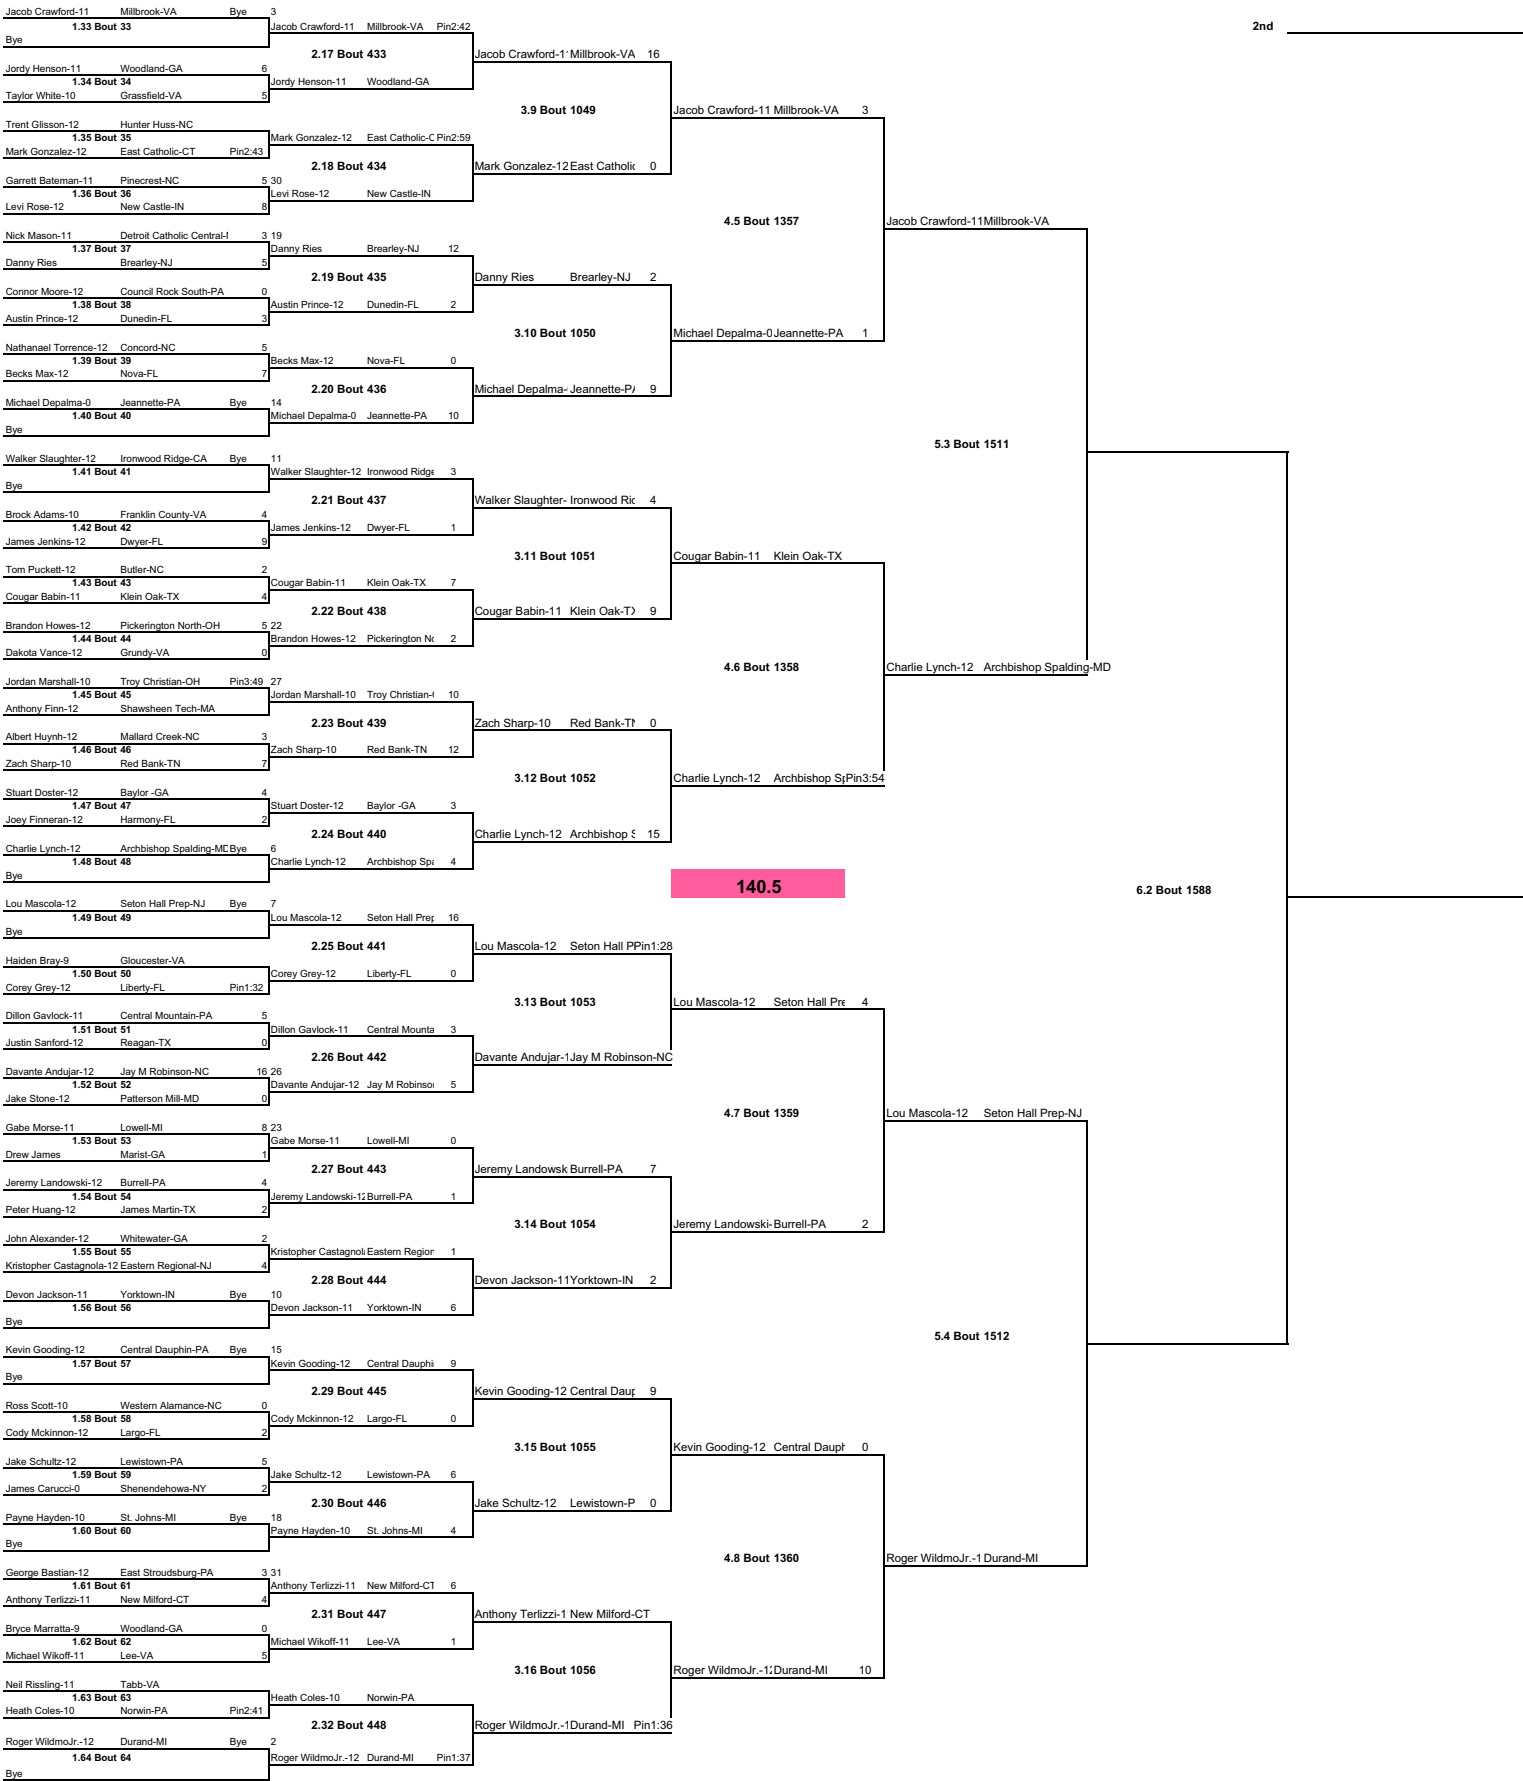 Jacob Crawford-11 Millbrook-VA Bye 3
1.33 Bout 33
Bye
Jordy Henson-11 Woodland-GA 6
1.34 Bout 34
Taylor White-10 Grassfield-VA 5
Trent Glisson-12 Hunter Huss-NC
1.35 Bout 35
Mark Gonzalez-12 East Catholic-CT Pin2:43
Garrett Bateman-11 Pinecrest-NC 5 30
1.36 Bout 36
Levi Rose-12 New Castle-IN 8
Nick Mason-11 Detroit Catholic Central-M 3 19
1.37 Bout 37
Danny Ries Brearley-NJ 5
Connor Moore-12 Council Rock South-PA 0
1.38 Bout 38
Austin Prince-12 Dunedin-FL 3
Nathanael Torrence-12 Concord-NC 5
1.39 Bout 39
Becks Max-12 Nova-FL 7
Michael Depalma-0 Jeannette-PA Bye 14
1.40 Bout 40
Bye
Walker Slaughter-12 Ironwood Ridge-CA Bye 11
1.41 Bout 41
Bye
Brock Adams-10 Franklin County-VA 4
1.42 Bout 42
James Jenkins-12 Dwyer-FL 9
Tom Puckett-12 Butler-NC 2
1.43 Bout 43
Cougar Babin-11 Klein Oak-TX 4
Brandon Howes-12 Pickerington North-OH 5 22
1.44 Bout 44
Dakota Vance-12 Grundy-VA 0
Jordan Marshall-10 Troy Christian-OH Pin3:49 27
1.45 Bout 45
Anthony Finn-12 Shawsheen Tech-MA
Albert Huynh-12 Mallard Creek-NC 3
1.46 Bout 46
Zach Sharp-10 Red Bank-TN 7
Stuart Doster-12 Baylor -GA 4
1.47 Bout 47
Joey Finneran-12 Harmony-FL 2
Charlie Lynch-12 Archbishop Spalding-MD Bye 6
1.48 Bout 48
Bye
Lou Mascola-12 Seton Hall Prep-NJ Bye 7
1.49 Bout 49
Bye
Haiden Bray-9 Gloucester-VA
1.50 Bout 50
Corey Grey-12 Liberty-FL Pin1:32
Dillon Gavlock-11 Central Mountain-PA 5
1.51 Bout 51
Justin Sanford-12 Reagan-TX 0
Davante Andujar-12 Jay M Robinson-NC 16 26
1.52 Bout 52
Jake Stone-12 Patterson Mill-MD 0
Gabe Morse-11 Lowell-MI 8 23
1.53 Bout 53
Drew James Marist-GA 1
Jeremy Landowski-12 Burrell-PA 4
1.54 Bout 54
Peter Huang-12 James Martin-TX 2
John Alexander-12 Whitewater-GA 2
1.55 Bout 55
Kristopher Castagnola-12 Eastern Regional-NJ 4
Devon Jackson-11 Yorktown-IN Bye 10
1.56 Bout 56
Bye
Kevin Gooding-12 Central Dauphin-PA Bye 15
1.57 Bout 57
Bye
Ross Scott-10 Western Alamance-NC 0
1.58 Bout 58
Cody Mckinnon-12 Largo-FL 2
Jake Schultz-12 Lewistown-PA 5
1.59 Bout 59
James Carucci-0 Shenendehowa-NY 2
Payne Hayden-10 St. Johns-MI Bye 18
1.60 Bout 60
Bye
George Bastian-12 East Stroudsburg-PA 3 31
1.61 Bout 61
Anthony Terlizzi-11 New Milford-CT 4
Bryce Marratta-9 Woodland-GA 0
1.62 Bout 62
Michael Wikoff-11 Lee-VA 5
Neil Rissling-11 Tabb-VA
1.63 Bout 63
Heath Coles-10 Norwin-PA Pin2:41
Roger WildmoJr.-12 Durand-MI Bye 2
1.64 Bout 64
Bye
Jacob Crawford-11 Millbrook-VA Pin2:42
2.17 Bout 433
Jordy Henson-11 Woodland-GA
Mark Gonzalez-12 East Catholic-C Pin2:59
2.18 Bout 434
Levi Rose-12 New Castle-IN
Danny Ries Brearley-NJ 12
2.19 Bout 435
Austin Prince-12 Dunedin-FL 2
Becks Max-12 Nova-FL 0
2.20 Bout 436
Michael Depalma-0 Jeannette-PA 10
Walker Slaughter-12 Ironwood Ridge 3
2.21 Bout 437
James Jenkins-12 Dwyer-FL 1
Cougar Babin-11 Klein Oak-TX 7
2.22 Bout 438
Brandon Howes-12 Pickerington No 2
Jordan Marshall-10 Troy Christian- 10
2.23 Bout 439
Zach Sharp-10 Red Bank-TN 12
Stuart Doster-12 Baylor -GA 3
2.24 Bout 440
Charlie Lynch-12 Archbishop Spa 4
Lou Mascola-12 Seton Hall Prep 16
2.25 Bout 441
Corey Grey-12 Liberty-FL 0
Dillon Gavlock-11 Central Mounta 3
2.26 Bout 442
Davante Andujar-12 Jay M Robinson 5
Gabe Morse-11 Lowell-MI 0
2.27 Bout 443
Jeremy Landowski-12 Burrell-PA 1
Kristopher Castagnola Eastern Region 1
2.28 Bout 444
Devon Jackson-11 Yorktown-IN 6
Kevin Gooding-12 Central Dauphi 9
2.29 Bout 445
Cody Mckinnon-12 Largo-FL 0
Jake Schultz-12 Lewistown-PA 6
2.30 Bout 446
Payne Hayden-10 St. Johns-MI 4
Anthony Terlizzi-11 New Milford-CT 6
2.31 Bout 447
Michael Wikoff-11 Lee-VA 1
Heath Coles-10 Norwin-PA
2.32 Bout 448
Roger WildmoJr.-12 Durand-MI Pin1:37
Jacob Crawford-11 Millbrook-VA 16
3.9 Bout 1049
Mark Gonzalez-12 East Catholic 0
Danny Ries Brearley-NJ 2
3.10 Bout 1050
Michael Depalma- Jeannette-PA 9
Walker Slaughter- Ironwood Rid 4
3.11 Bout 1051
Cougar Babin-11 Klein Oak-TX 9
Zach Sharp-10 Red Bank-TN 0
3.12 Bout 1052
Charlie Lynch-12 Archbishop S 15
Lou Mascola-12 Seton Hall P Pin1:28
3.13 Bout 1053
Davante Andujar-1 Jay M Robinson-NC
Jeremy Landowsk Burrell-PA 7
3.14 Bout 1054
Devon Jackson-11 Yorktown-IN 2
Kevin Gooding-12 Central Daup 9
3.15 Bout 1055
Jake Schultz-12 Lewistown-P 0
Anthony Terlizzi-1 New Milford-CT
3.16 Bout 1056
Roger WildmoJr.-1 Durand-MI Pin1:36
Jacob Crawford-11 Millbrook-VA 3
4.5 Bout 1357
Michael Depalma-0 Jeannette-PA 1
Cougar Babin-11 Klein Oak-TX
4.6 Bout 1358
Charlie Lynch-12 Archbishop Sp Pin3:54
140.5
Lou Mascola-12 Seton Hall Pre 4
4.7 Bout 1359
Jeremy Landowski- Burrell-PA 2
Kevin Gooding-12 Central Dauph 0
4.8 Bout 1360
Roger WildmoJr.-12 Durand-MI 10
Jacob Crawford-11 Millbrook-VA
5.3 Bout 1511
Charlie Lynch-12 Archbishop Spalding-MD
Lou Mascola-12 Seton Hall Prep-NJ
5.4 Bout 1512
Roger WildmoJr.-1 Durand-MI
2nd
6.2 Bout 1588